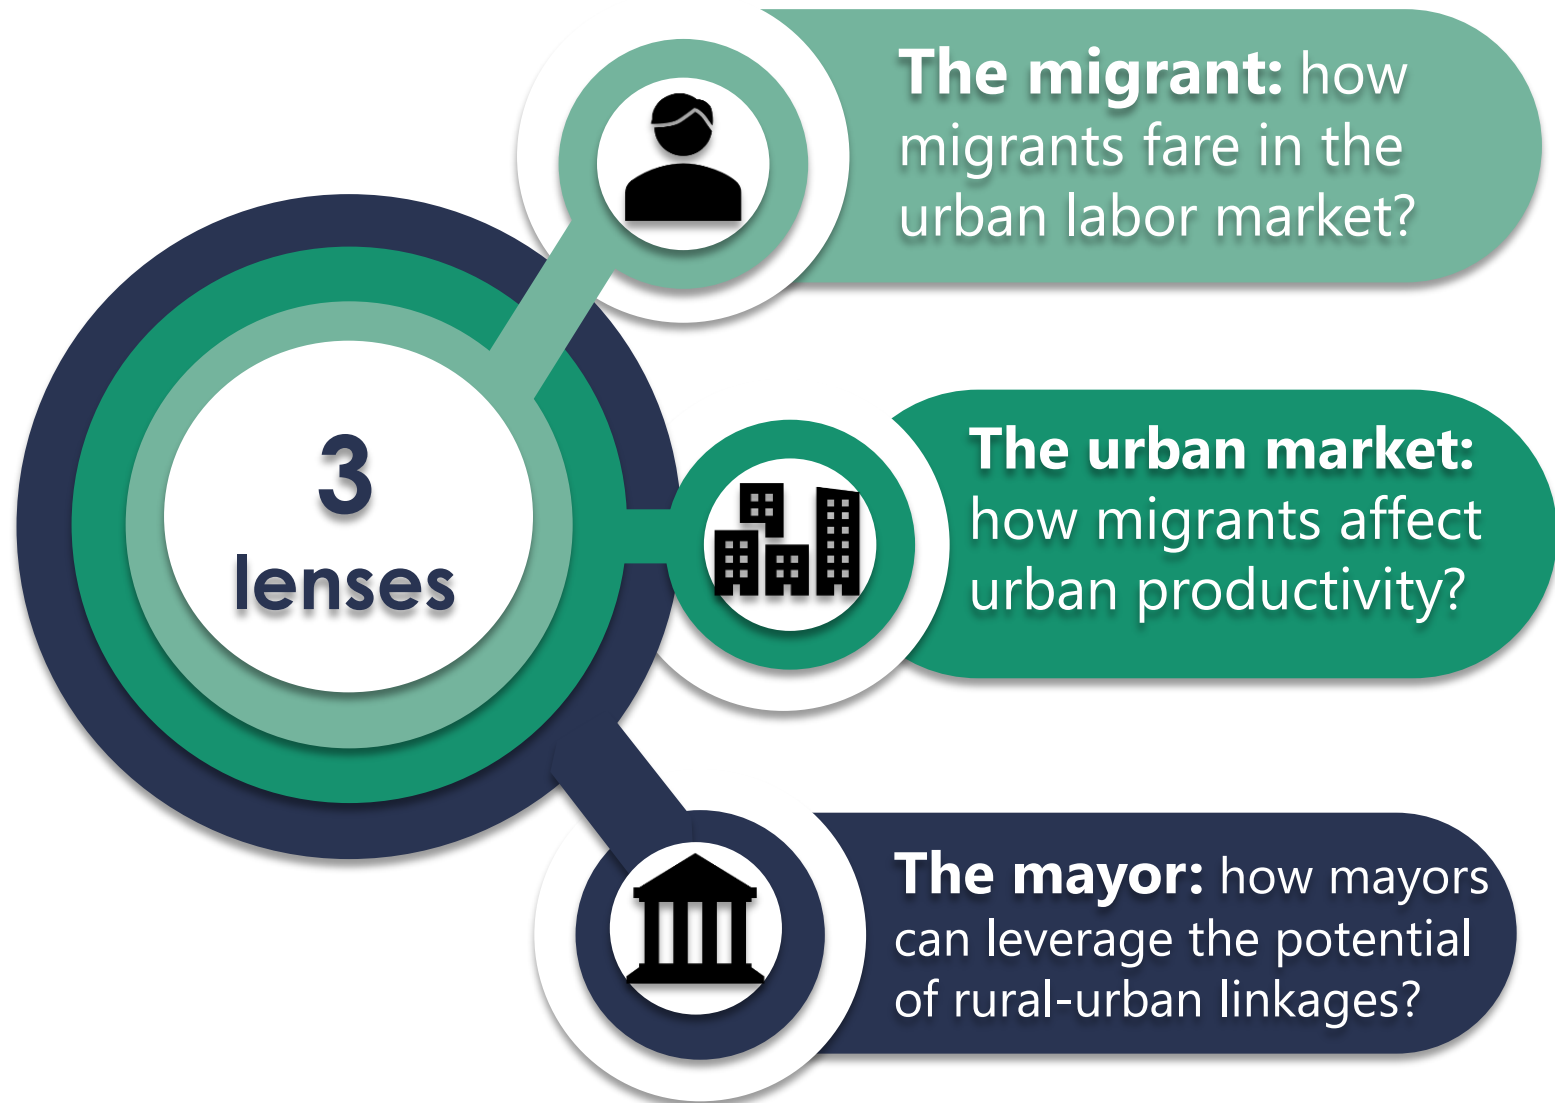 3
lenses
The migrant: how
migrants fare in the
urban labor market?
The urban market:
how migrants affect
urban productivity?
The mayor: how mayors
can leverage the potential
of rural-urban linkages?